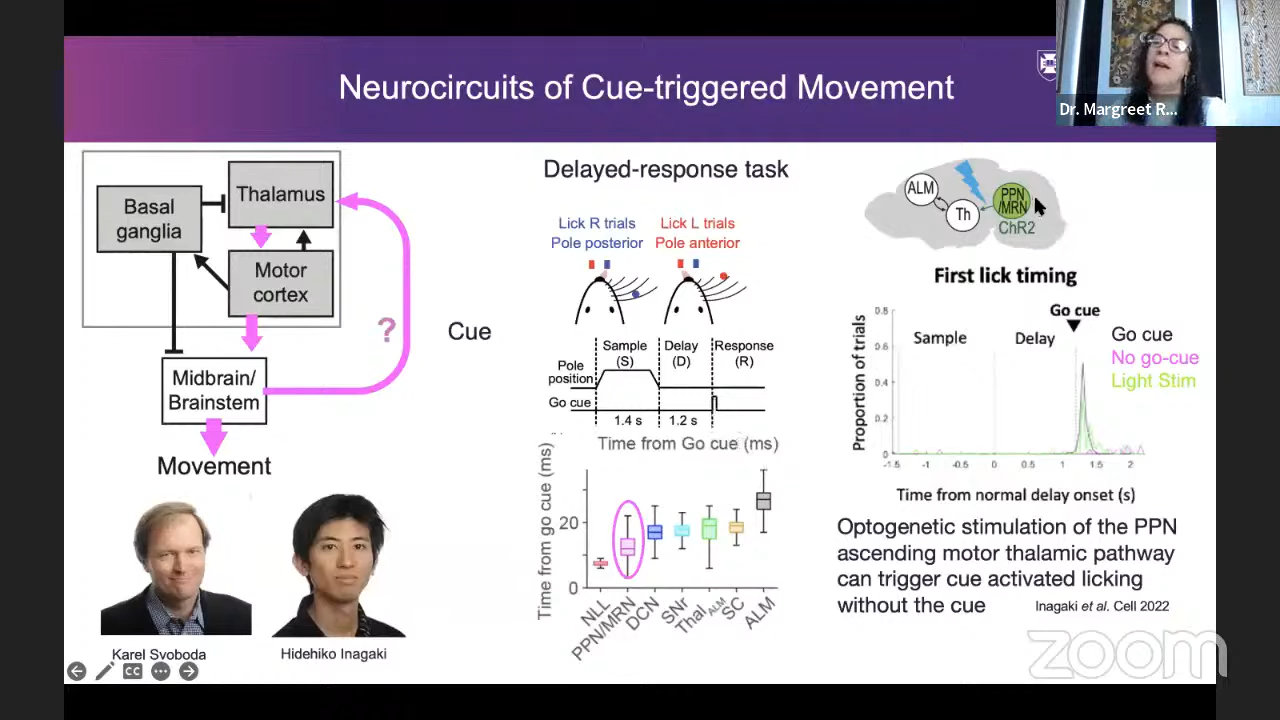 Neurocircuits of Cue-triggered Movement
Dr. Margreet R...
Basal
ganglia
Thalamus
Motor
cortex
?
Cue
Midbrain/
Brainstem
Movement
Karel Svoboda
Hidehiko Inagaki
CC
Delayed-response task
Lick R trials
Pole posterior
Lick L trials
Pole anterior
Sample
(S)
Delay
(D)
Response
(R)
Pole
position
Go cue
1.4 s
1.2 s
Time from Go cue (ms)
Time from go cue (ms)
20
0
NLL
PPN/MRN
DCN
SNr
ThalALM
SC
ALM
ALM
Th
PPN
/MRN
ChR2
First lick timing
Go cue
Sample
Delay
Go cue
No go-cue
Light Stim
Proportion of trials
0.8
0.6
0.4
0.2
0
-1.5
-1
-0.5
0
0.5
1
1.5
2
Time from normal delay onset (s)
Optogenetic stimulation of the PPN
ascending motor thalamic pathway
can trigger cue activated licking
without the cue
Inagaki et al. Cell 2022
zoom